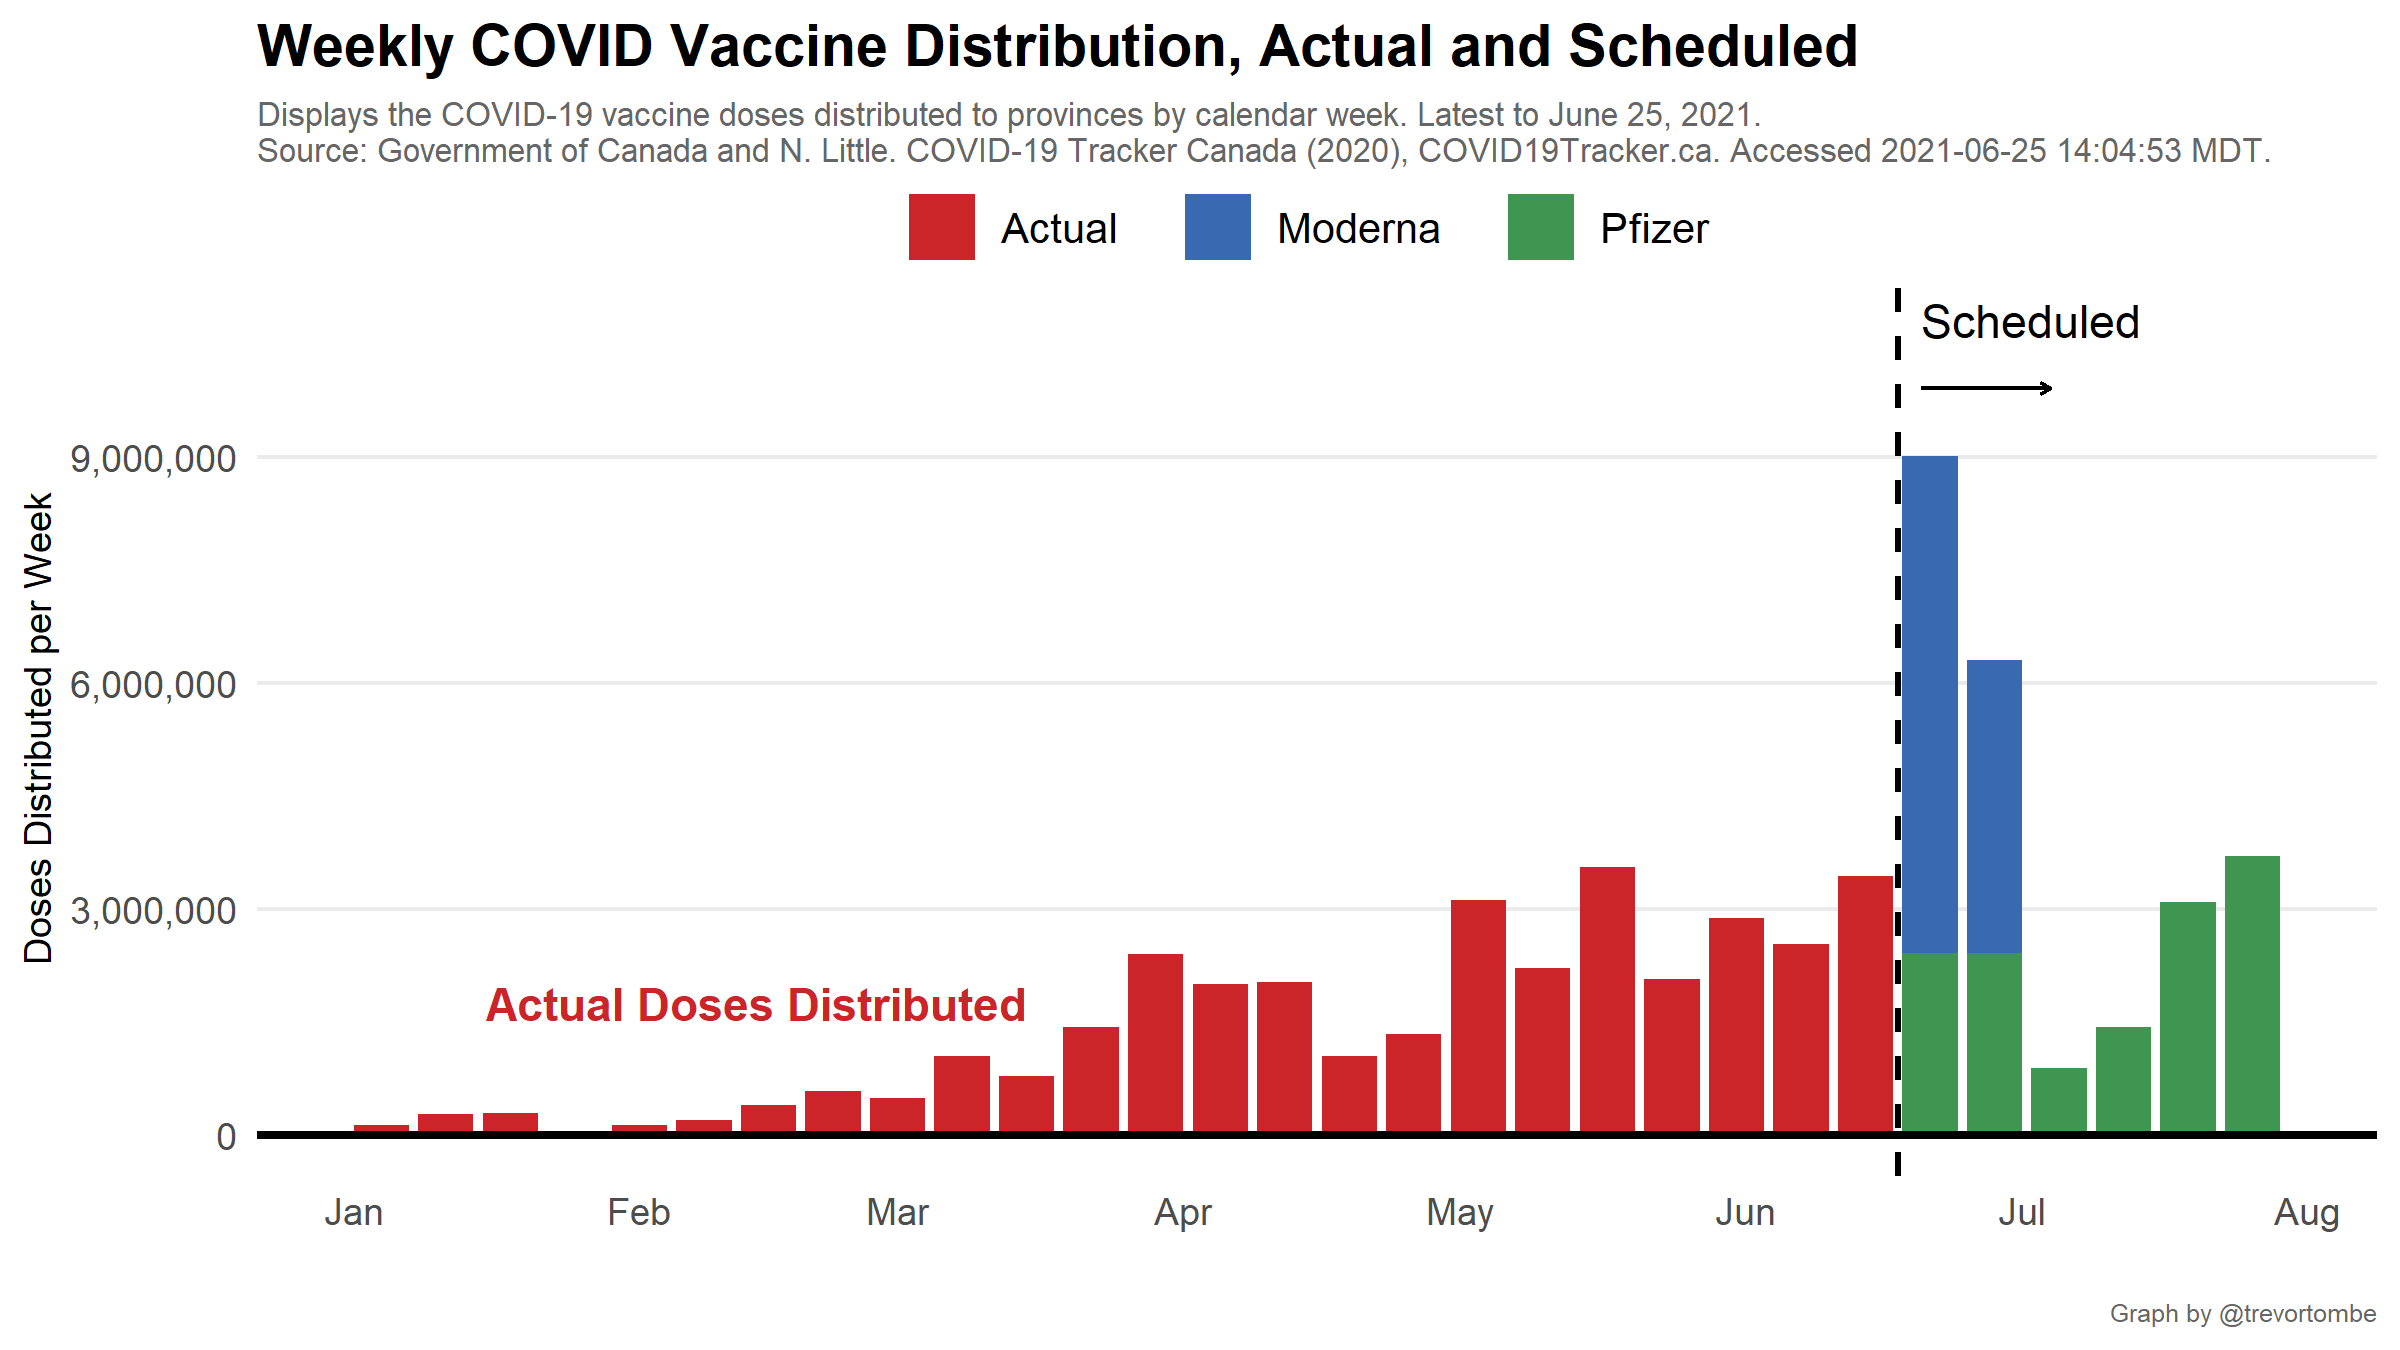 Weekly COVID Vaccine Distribution, Actual and Scheduled
Displays the COVID-19 vaccine doses distributed to provinces by calendar week. Latest to June 25, 2021.
Source: Government of Canada and N. Little. COVID-19 Tracker Canada (2020), COVID19Tracker.ca. Accessed 2021-06-25 14:04:53 MDT.
Actual Moderna Pfizer
Scheduled
9,000,000
6,000,000
3,000,000
0
Doses Distributed per Week
Actual Doses Distributed
Jan Feb Mar Apr May Jun Jul Aug
Graph by @trevortombe